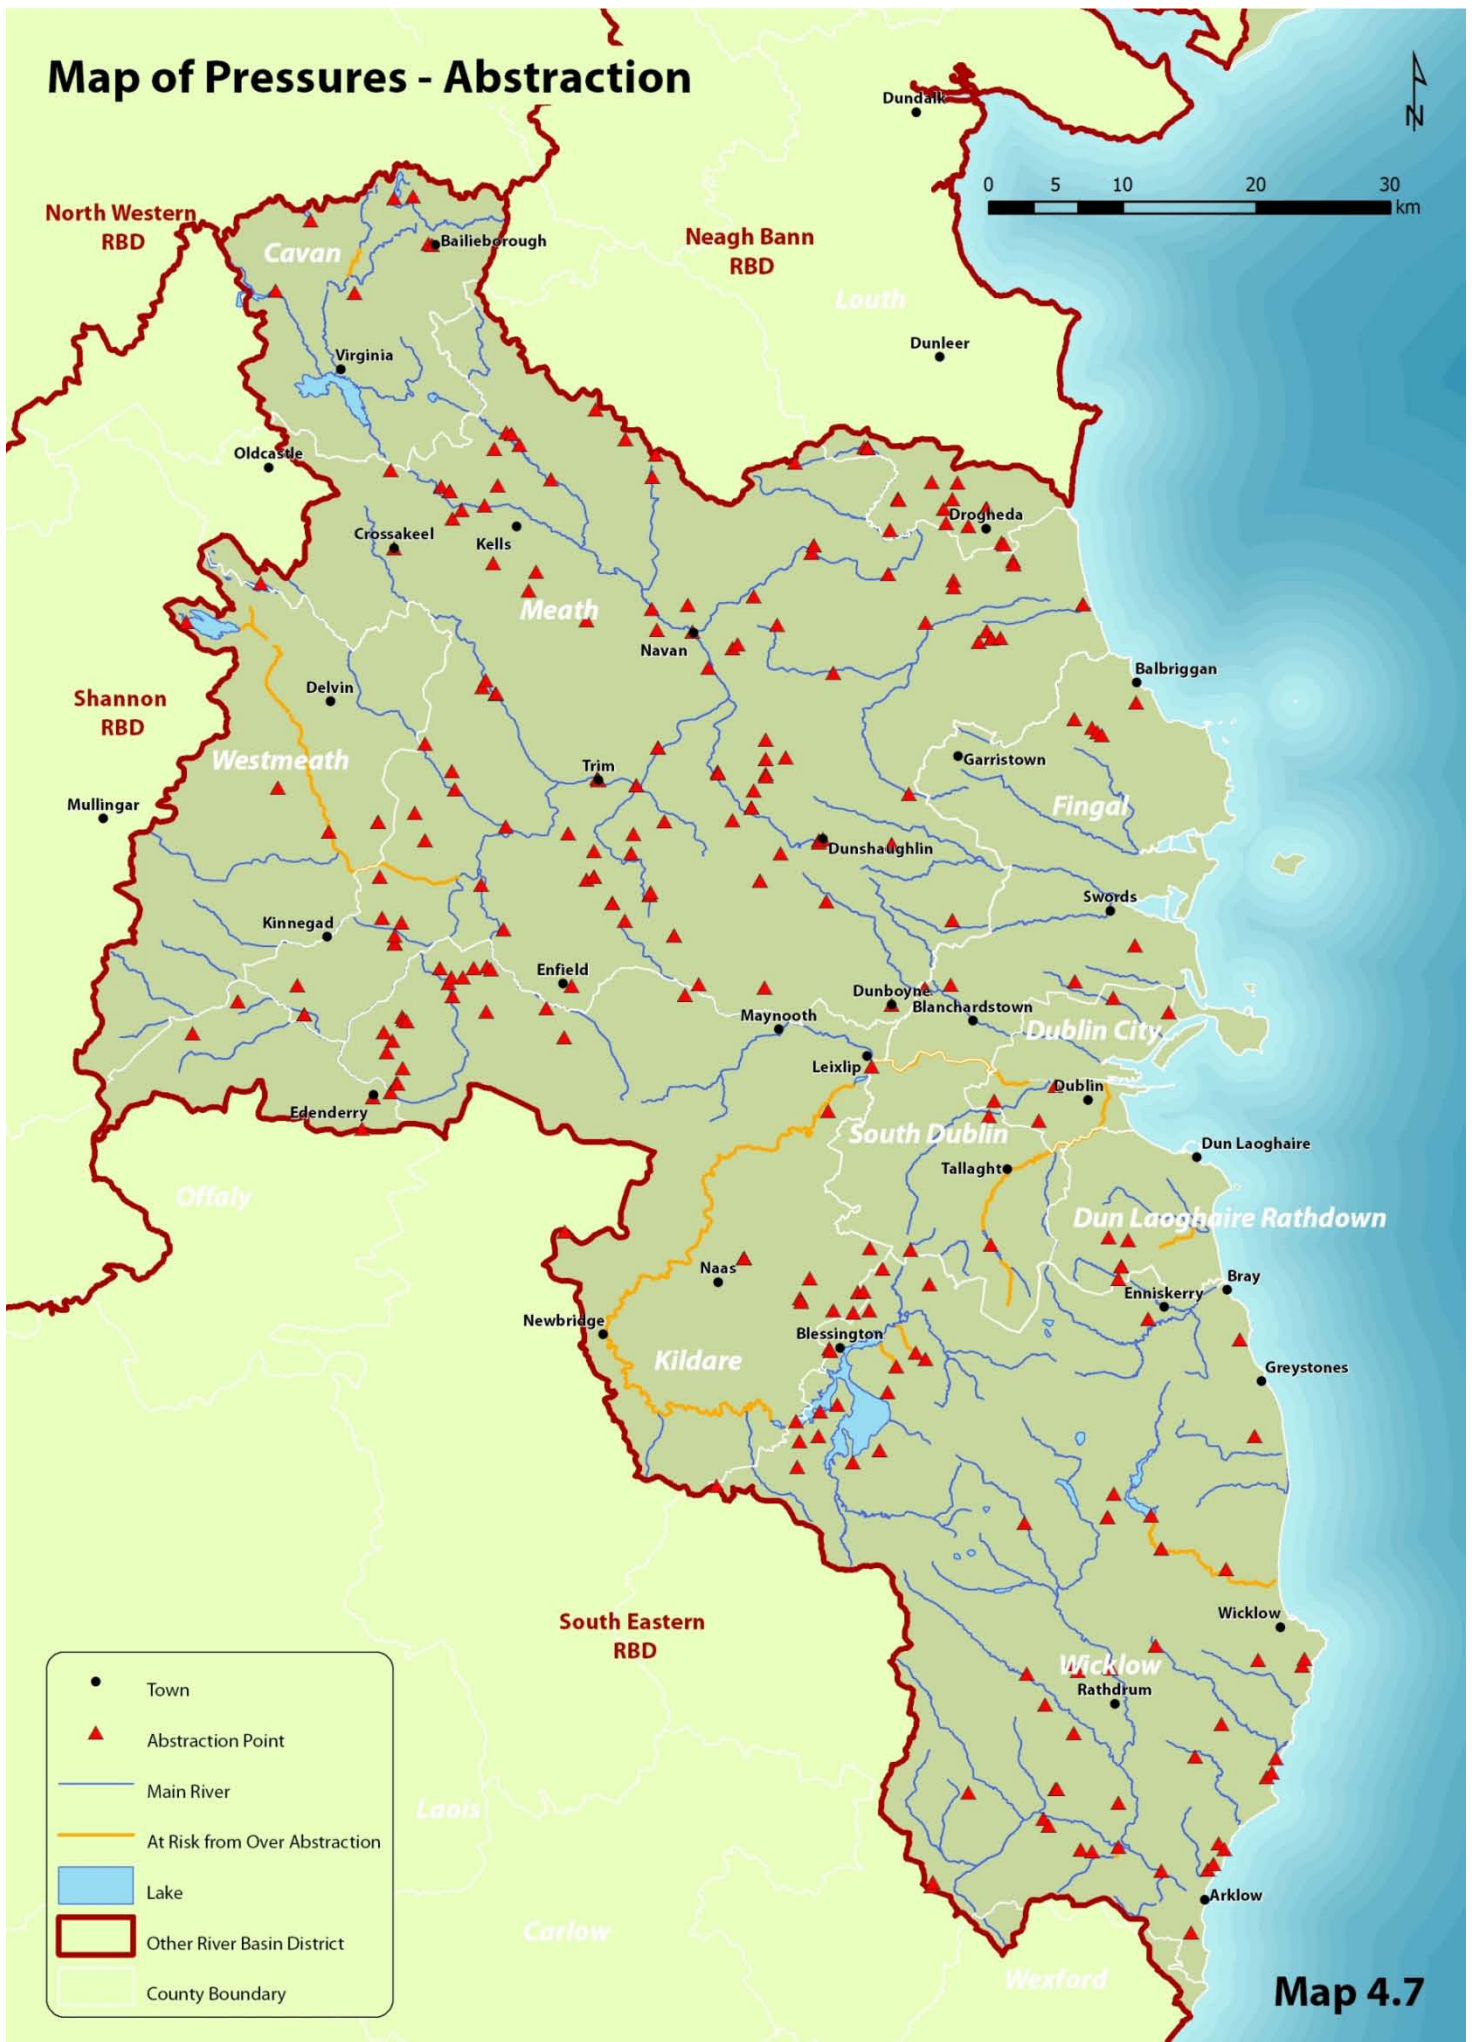 Map of Pressures - Abstraction
Dundalk
N
0 5 10 20 30
km
North Western
RBD
Cavan
Bailieborough
Neagh Bann
RBD
Louth
Virginia
Dunleer
Oldcastle
Crossakeel
Kells
Drogheda
Meath
Navan
Shannon
RBD
Delvin
Balbriggan
Westmeath
Trim
Garristown
Mullingar
Fingal
Dunshaughlin
Kinnegad
Swords
Enfield
Dunboyne
Blanchardstown
Maynooth
Dublin City
Leixlip
Edenderry
Dublin
South Dublin
Dun Laoghaire
Tallaght
Offaly
Dun Laoghaire Rathdown
Naas
Bray
Enniskerry
Newbridge
Blessington
Kildare
Greystones
South Eastern
RBD
Wicklow
Wicklow
Rathdrum
Laois
Arklow
Carlow
Wexford
Town
Abstraction Point
Main River
At Risk from Over Abstraction
Lake
Other River Basin District
County Boundary
Map 4.7